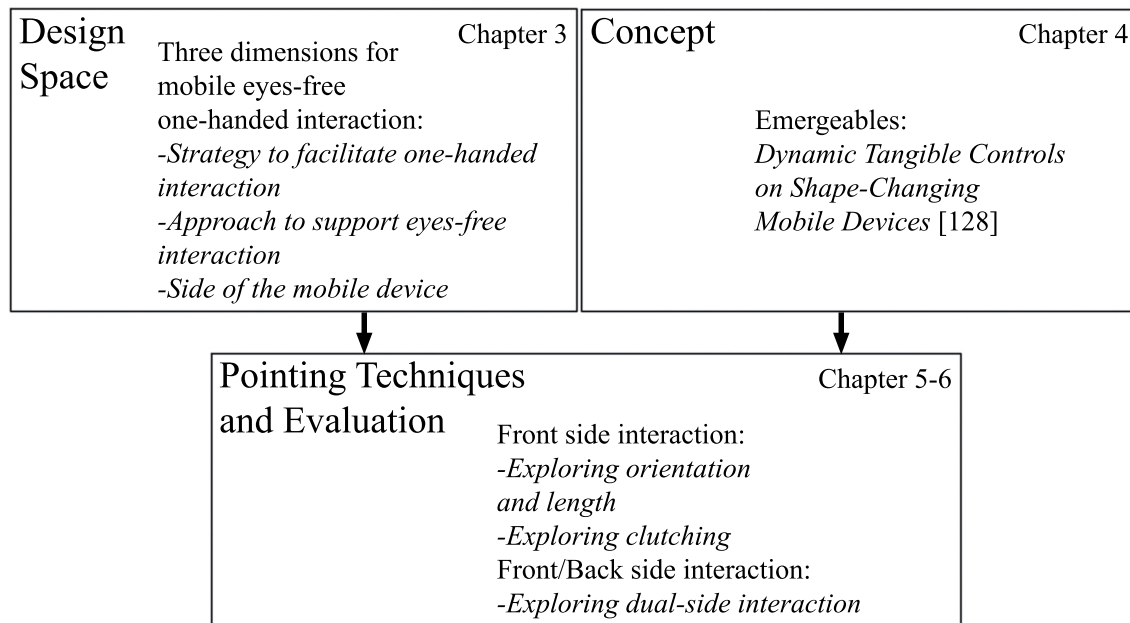 Design
Space
Chapter 3
Three dimensions for
mobile eyes-free
one-handed interaction:
-Strategy to facilitate one-handed
interaction
-Approach to support eyes-free
interaction
-Side of the mobile device
Concept
Chapter 4
Emergeables:
Dynamic Tangible Controls
on Shape-Changing
Mobile Devices [128]
Pointing Techniques
and Evaluation
Chapter 5-6
Front side interaction:
-Exploring orientation
and length
-Exploring clutching
Front/Back side interaction:
-Exploring dual-side interaction